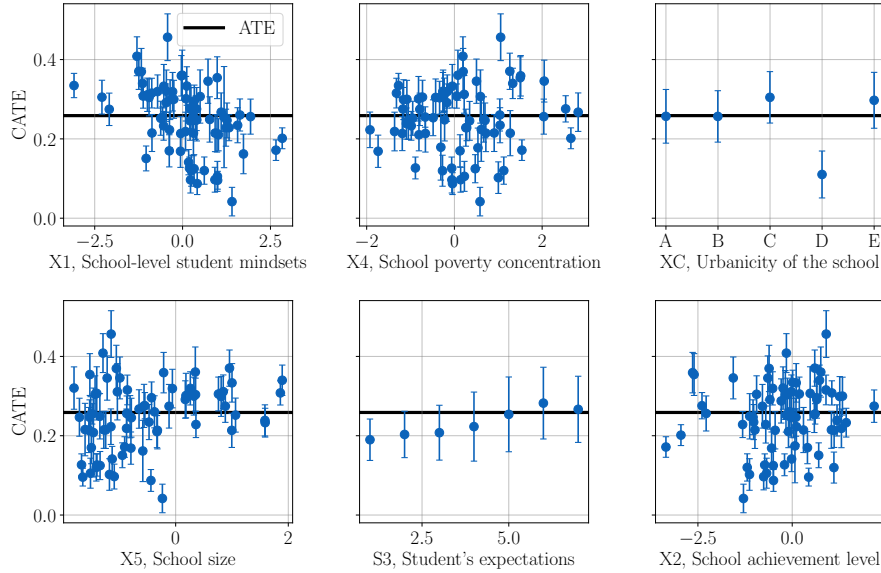 ATE
CATE
0.4
0.2
0.0
−2.5 0.0 2.5
X1, School-level student mindsets
−2 0 2
X4, School poverty concentration
A B C D E
XC, Urbanicity of the school
CATE
0.4
0.2
0.0
0 2
X5, School size
2.5 5.0
S3, Student's expectations
−2.5 0.0
X2, School achievement level